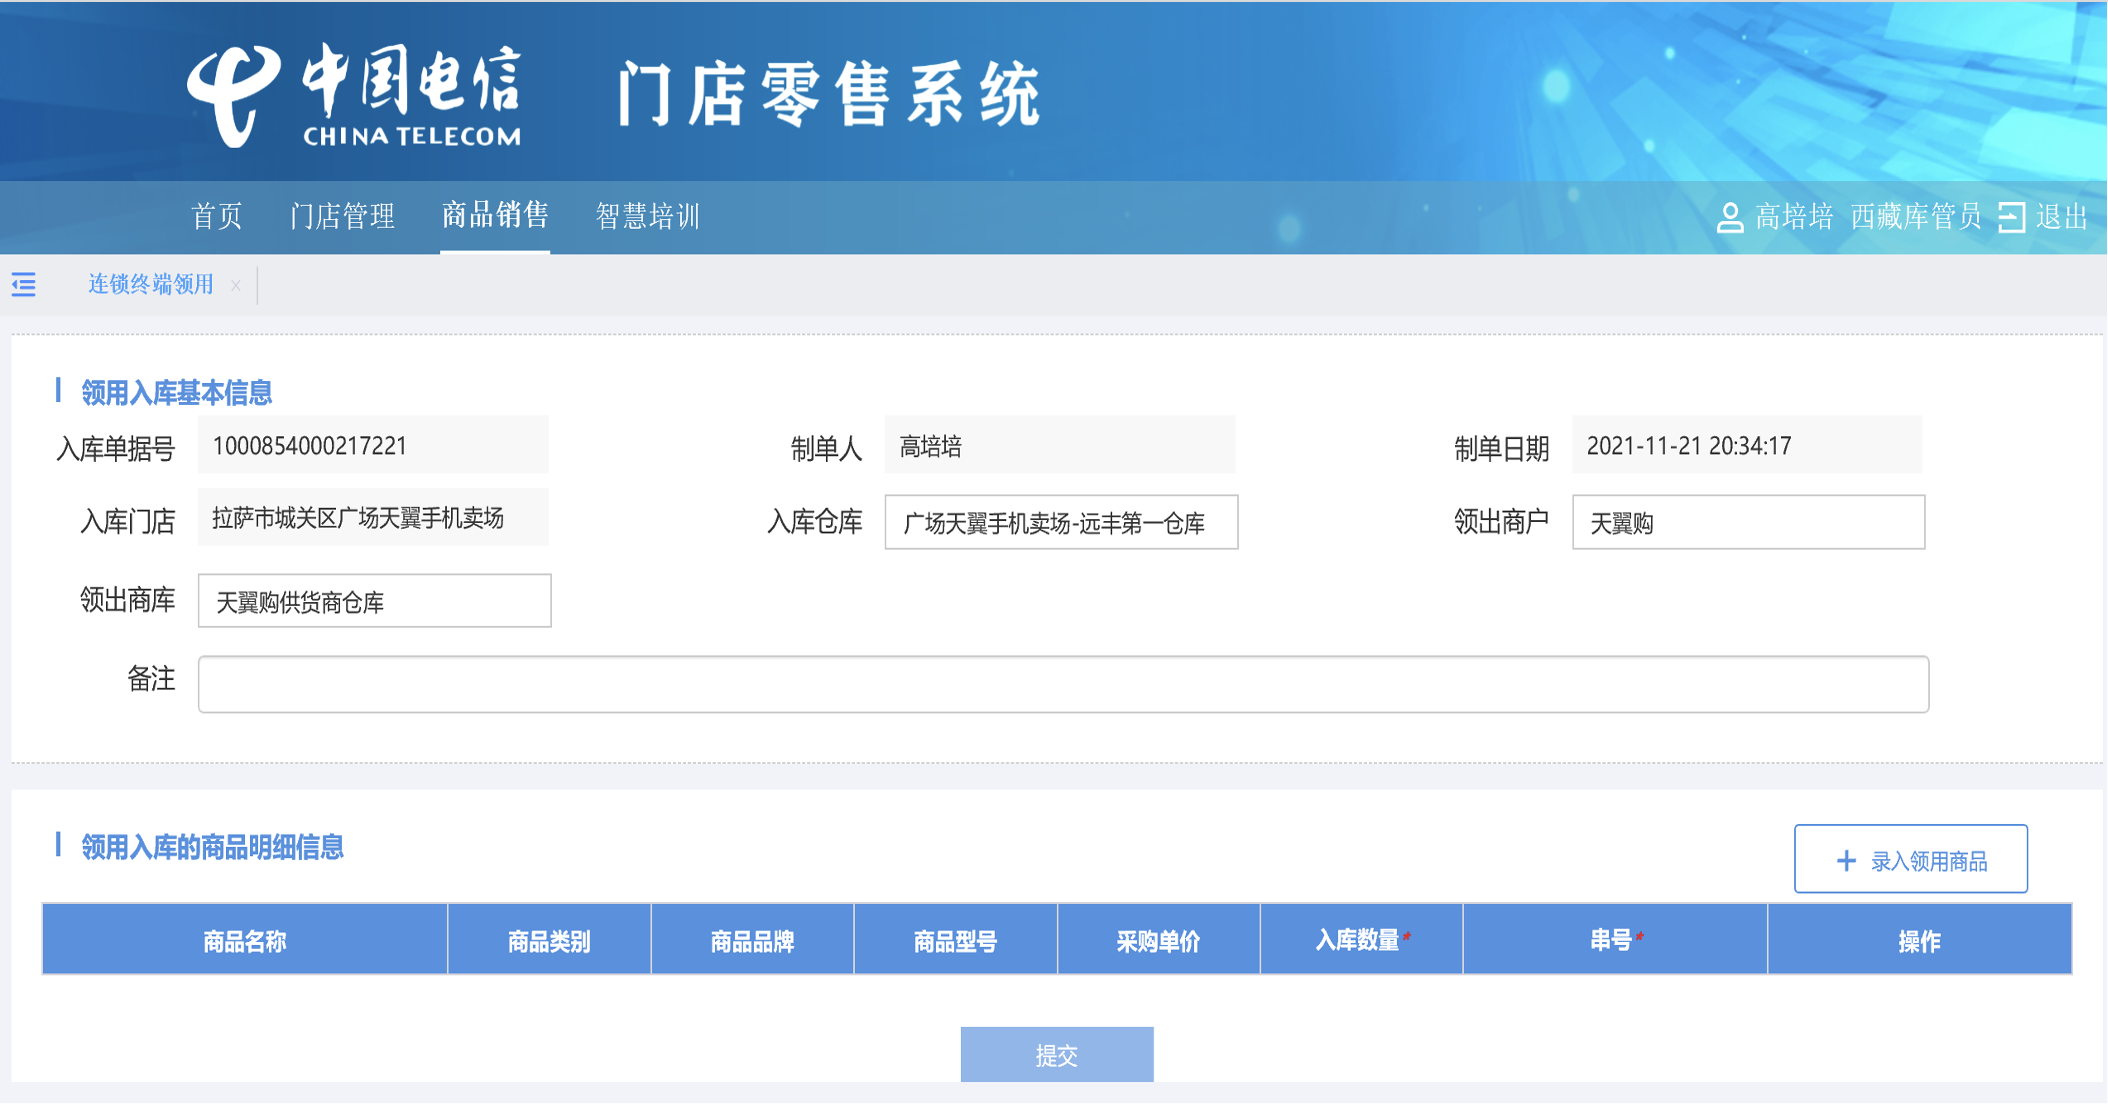 中国电信
CHINA TELECOM
门店零售系统
首页 门店管理 商品销售 智慧培训 高培培 西藏库管员 退出
连锁终端领用 x
领用入库基本信息
入库单据号 1000854000217221 制单人 高培培 制单日期 2021-11-21 20:34:17
入库门店 拉萨市城关区广场天翼手机卖场 入库仓库 广场天翼手机卖场-远丰第一仓库 领出商户 天翼购
领出商库 天翼购供货商仓库
备注
领用入库的商品明细信息
+ 录入领用商品
商品名称 商品类别 商品品牌 商品型号 采购单价 入库数量* 串号* 操作
提交